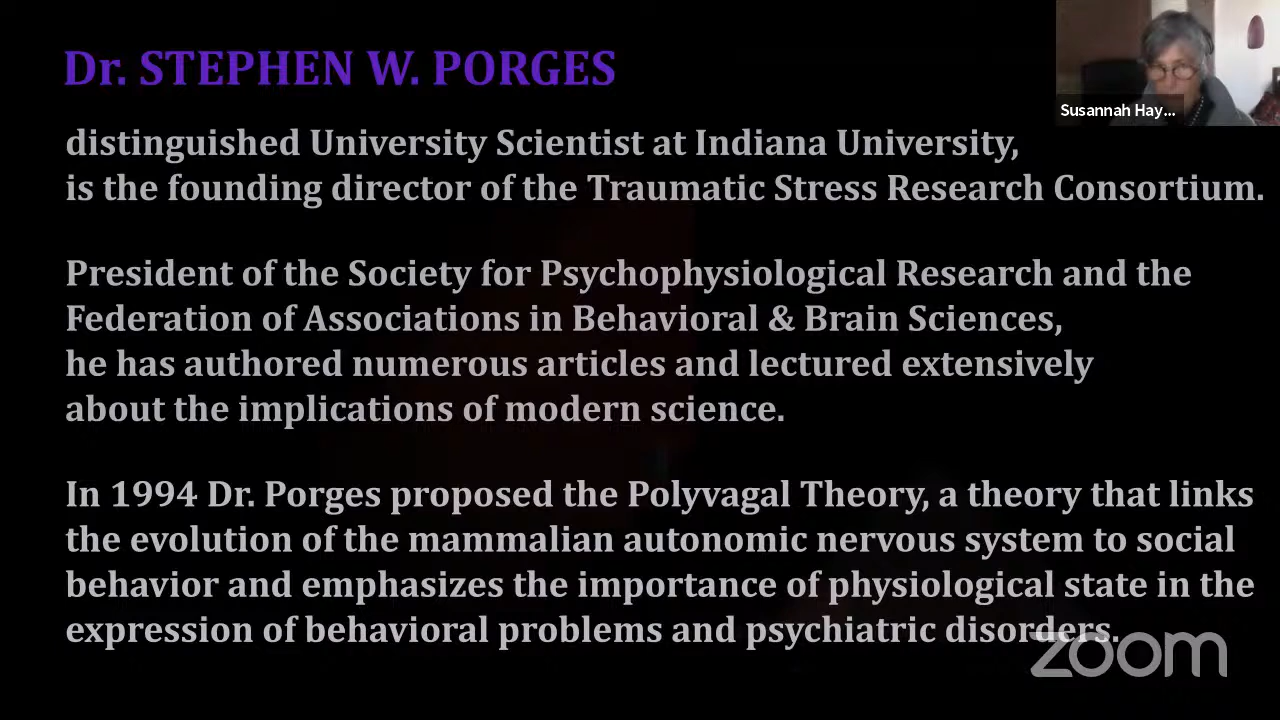 Dr. STEPHEN W. PORGES
Susannah Hay...
distinguished University Scientist at Indiana University,
is the founding director of the Traumatic Stress Research Consortium.
President of the Society for Psychophysiological Research and the
Federation of Associations in Behavioral & Brain Sciences,
he has authored numerous articles and lectured extensively
about the implications of modern science.
In 1994 Dr. Porges proposed the Polyvagal Theory, a theory that links
the evolution of the mammalian autonomic nervous system to social
behavior and emphasizes the importance of physiological state in the
expression of behavioral problems and psychiatric disorders.
zoom